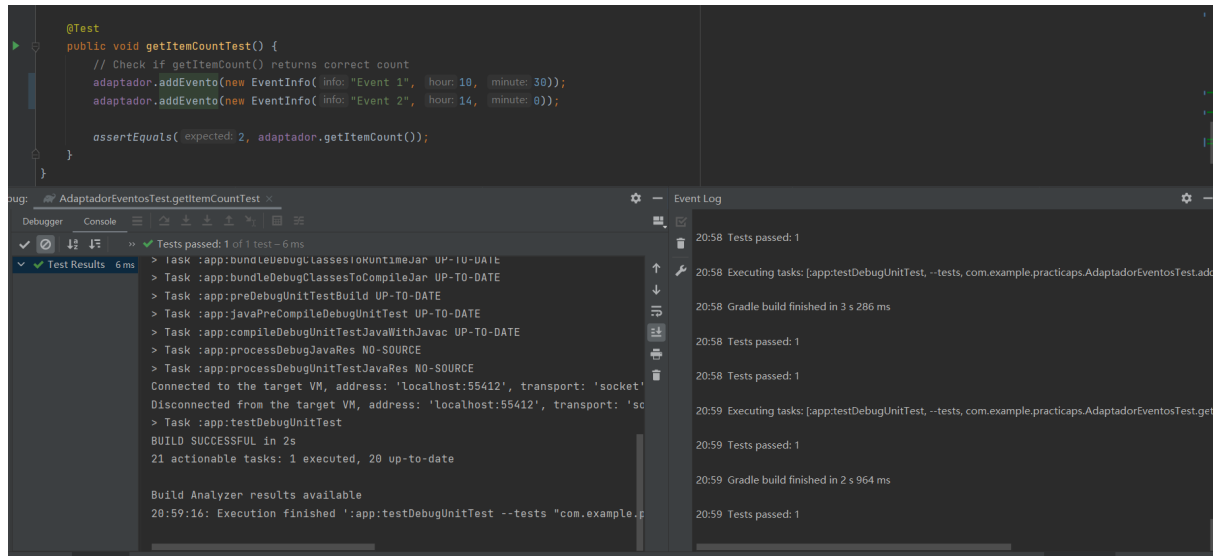 @Test
public void getItemCountTest() {
// Check if getItemCount() returns correct count
adaptador.addEvento(new EventInfo( info: "Event 1", hour: 10, minute: 30));
adaptador.addEvento(new EventInfo( info: "Event 2", hour: 14, minute: 0));
assertEquals( expected: 2, adaptador.getItemCount());
}
}
bug: AdaptadorEventosTest.getItemCountTest ×
Debugger Console
» Tests passed: 1 of 1 test – 6 ms
Test Results 6 ms
> Task :app:bundleDebugClassesToRuntimeJar UP-TO-DATE
> Task :app:bundleDebugClassesToCompileJar UP-TO-DATE
> Task :app:preDebugUnitTestBuild UP-TO-DATE
> Task :app:javaPreCompileDebugUnitTest UP-TO-DATE
> Task :app:compileDebugUnitTestJavaWithJavac UP-TO-DATE
> Task :app:processDebugJavaRes NO-SOURCE
> Task :app:processDebugUnitTestJavaRes NO-SOURCE
Connected to the target VM, address: 'localhost:55412', transport: 'socket'
Disconnected from the target VM, address: 'localhost:55412', transport: 'so
> Task :app:testDebugUnitTest
BUILD SUCCESSFUL in 2s
21 actionable tasks: 1 executed, 20 up-to-date
Build Analyzer results available
20:59:16: Execution finished ':app:testDebugUnitTest --tests "com.example.p
Event Log
20:58 Tests passed: 1
20:58 Executing tasks: [:app:testDebugUnitTest, --tests, com.example.practicaps.AdaptadorEventosTest.add
20:58 Gradle build finished in 3 s 286 ms
20:58 Tests passed: 1
20:58 Tests passed: 1
20:59 Executing tasks: [:app:testDebugUnitTest, --tests, com.example.practicaps.AdaptadorEventosTest.get
20:59 Tests passed: 1
20:59 Gradle build finished in 2 s 964 ms
20:59 Tests passed: 1